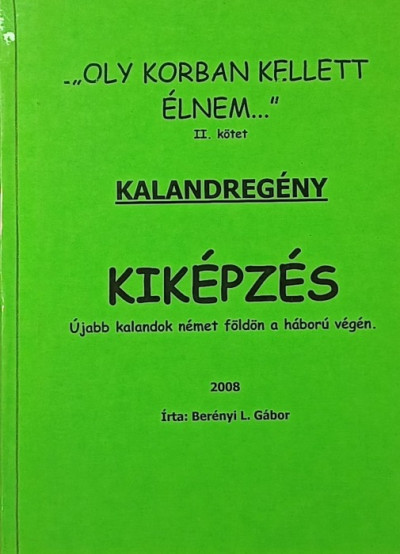 -„OLY KORBAN KELLETT
ÉLNEM..."
II. kötet
KALANDREGÉNY
KIKÉPZÉS
Újabb kalandok német földön a háború végén.
2008
Írta: Berényi L. Gábor